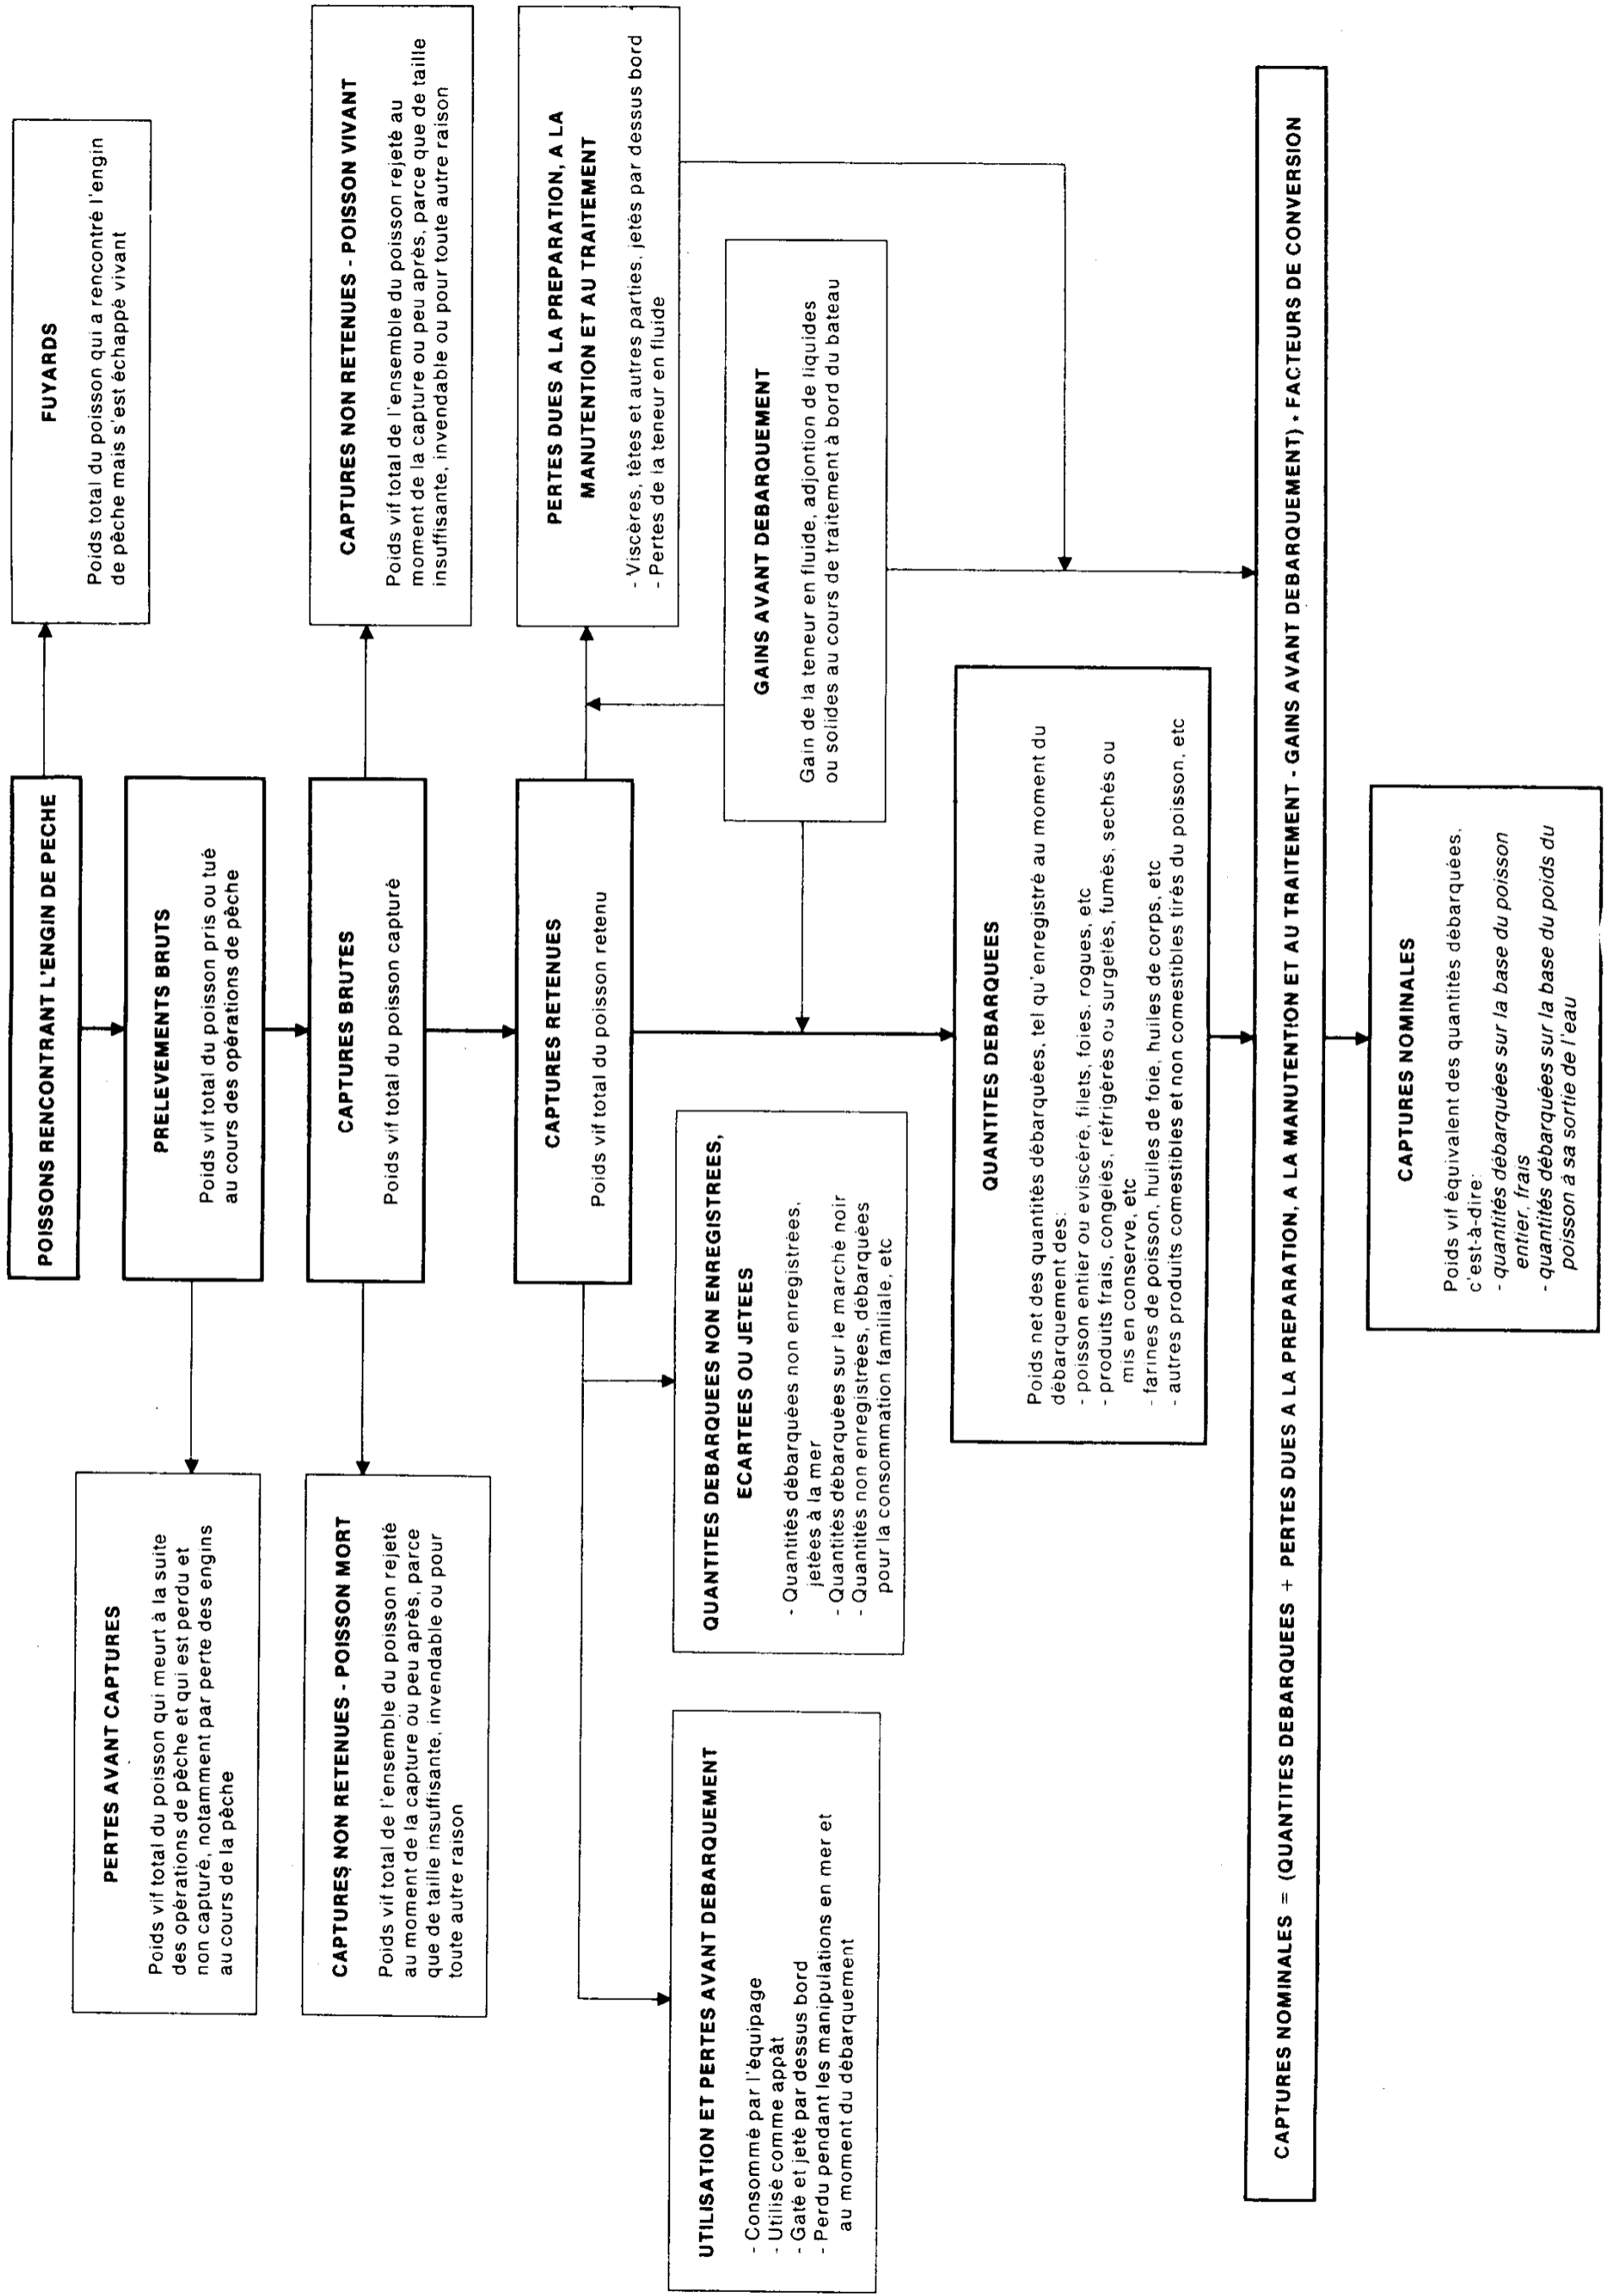 POISSONS RENCONTRANT L'ENGIN DE PECHE
FUYARDS
Poids total du poisson qui a rencontré l'engin
de pêche mais s'est échappé vivant
PRELEVEMENTS BRUTS
Poids vif total du poisson pris ou tué
au cours des opérations de pêche
PERTES AVANT CAPTURES
Poids vif total du poisson qui meurt à la suite
des opérations de pêche et qui est perdu et
non capturé, notamment par perte des engins
au cours de la pêche
CAPTURES BRUTES
Poids vif total du poisson capturé
CAPTURES NON RETENUES - POISSON VIVANT
Poids vif total de l'ensemble du poisson rejeté au
moment de la capture ou peu après, parce que de taille
insuffisante, invendable ou pour toute autre raison
CAPTURES NON RETENUES - POISSON MORT
Poids vif total de l'ensemble du poisson rejeté
au moment de la capture ou peu après, parce
que de taille insuffisante, invendable ou pour
toute autre raison
CAPTURES RETENUES
Poids vif total du poisson retenu
PERTES DUES A LA PREPARATION, A LA
MANUTENTION ET AU TRAITEMENT
- Viscères, têtes et autres parties, jetés par dessus bord
- Pertes de la teneur en fluide
UTILISATION ET PERTES AVANT DEBARQUEMENT
- Consommé par l'équipage
- Utilisé comme appât
- Gaté et jeté par dessus bord
- Perdu pendant les manipulations en mer et
au moment du débarquement
QUANTITES DEBARQUEES NON ENREGISTREES,
ECARTEES OU JETEES
- Quantités débarquées non enregistrées,
jetées à la mer
- Quantités débarquées sur le marché noir
- Quantités non enregistrées, débarquées
pour la consommation familiale, etc
GAINS AVANT DEBARQUEMENT
Gain de la teneur en fluide, adjontion de liquides
ou solides au cours de traitement à bord du bateau
QUANTITES DEBARQUEES
Poids net des quantités débarquées, tel qu'enregistré au moment du
débarquement des:
- poisson entier ou eviscéré, filets, foies, rogues, etc
- produits frais, congelés, réfrigérés ou surgelés, fumés, sechés ou
mis en conserve, etc
- farines de poisson, huiles de foie, huiles de corps, etc
- autres produits comestibles et non comestibles tirés du poisson, etc
CAPTURES NOMINALES = (QUANTITES DEBARQUEES + PERTES DUES A LA PREPARATION, A LA MANUTENTION ET AU TRAITEMENT - GAINS AVANT DEBARQUEMENT) * FACTEURS DE CONVERSION
CAPTURES NOMINALES
Poids vif équivalent des quantités débarquées,
c'est-à-dire:
- quantités débarquées sur la base du poisson
entier, frais
- quantités débarquées sur la base du poids du
poisson à sa sortie de l'eau